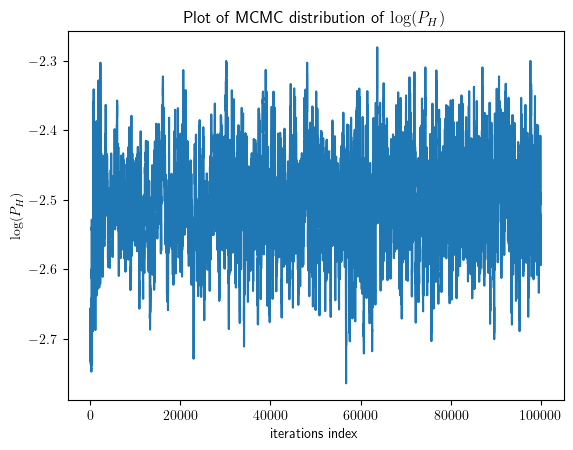 Plot of MCMC distribution of log(P_H)
−2.3
−2.4
−2.5
−2.6
−2.7
log(P_H)
0 20000 40000 60000 80000 100000
iterations index